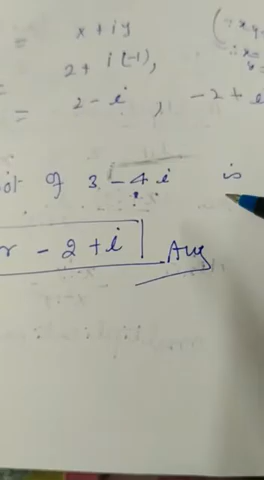 = x + iy
2 + i(-1),
= 2 - i , - 2 + i
of 3 - 4i is
- 2 + i Ans